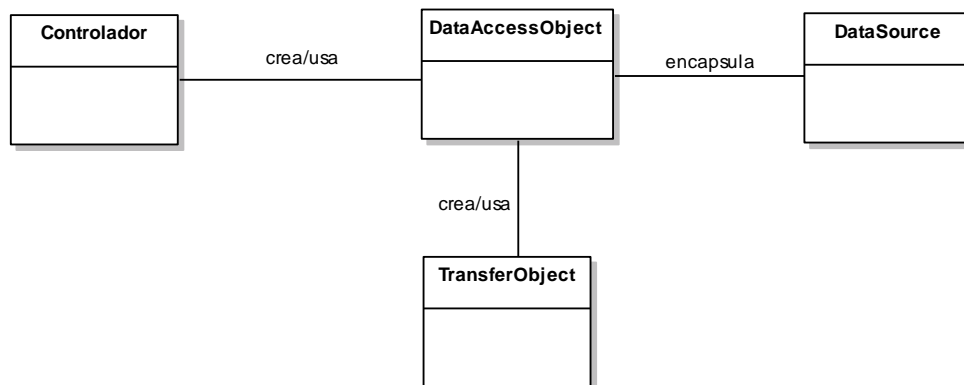 Controlador
DataAccessObject
DataSource
crea/usa
encapsula
crea/usa
TransferObject